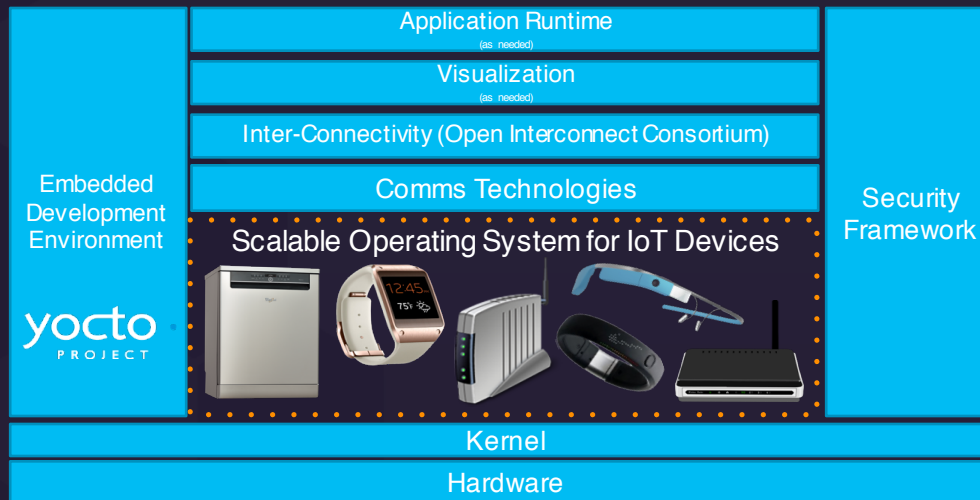 Application Runtime
(as needed)
Visualization
(as needed)
Inter-Connectivity (Open Interconnect Consortium)
Comms Technologies
Embedded
Development
Environment
yocto
PROJECT
Scalable Operating System for IoT Devices
12:45
75°
Security
Framework
Kernel
Hardware